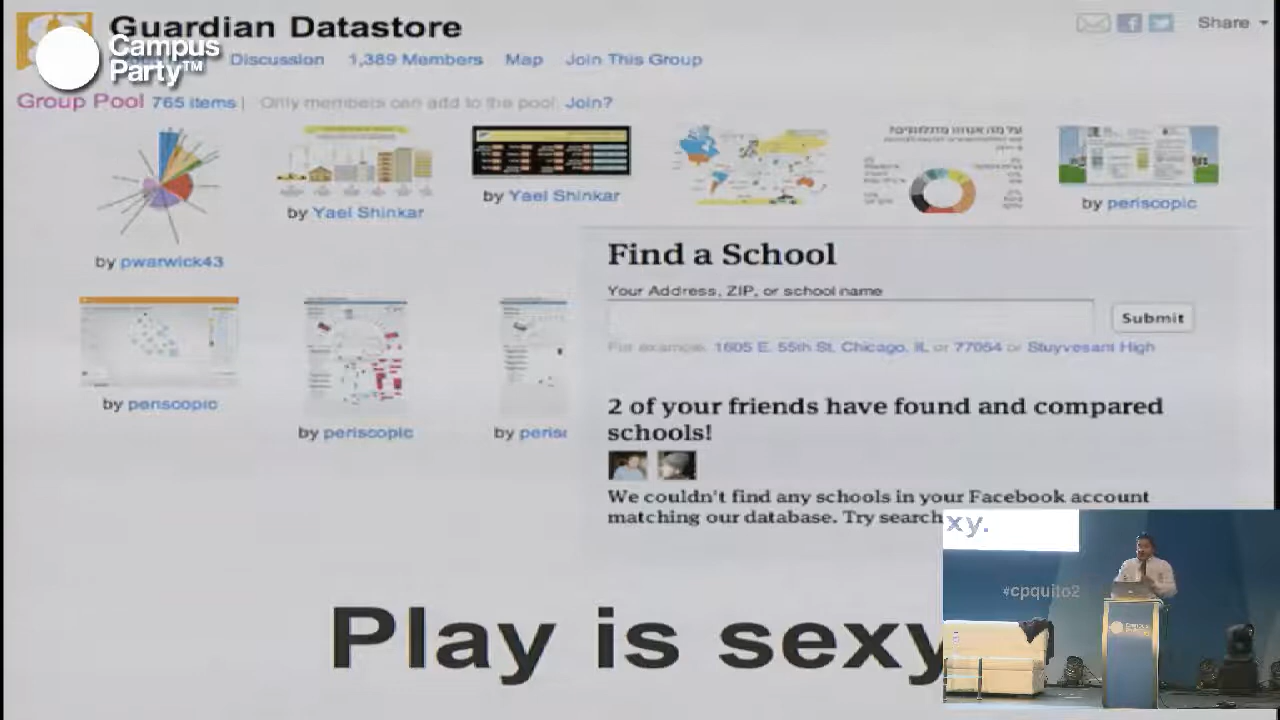 Guardian Datastore
Share
Campus
Party™
Discussion 1,389 Members Map Join This Group
Group Pool 765 items | Only members can add to the pool. Join?
by pwarwick43
by Yael Shinkar
by Yael Shinkar
by periscopic
by periscopic
by periscopic
by peris
Find a School
Your Address, ZIP, or school name
Submit
For example: 1605 E. 55th St, Chicago, IL or 77054 or Stuyvesant High
2 of your friends have found and compared
schools!
We couldn't find any schools in your Facebook account
matching our database. Try search
Play is sexy
xy.
#cpquito2